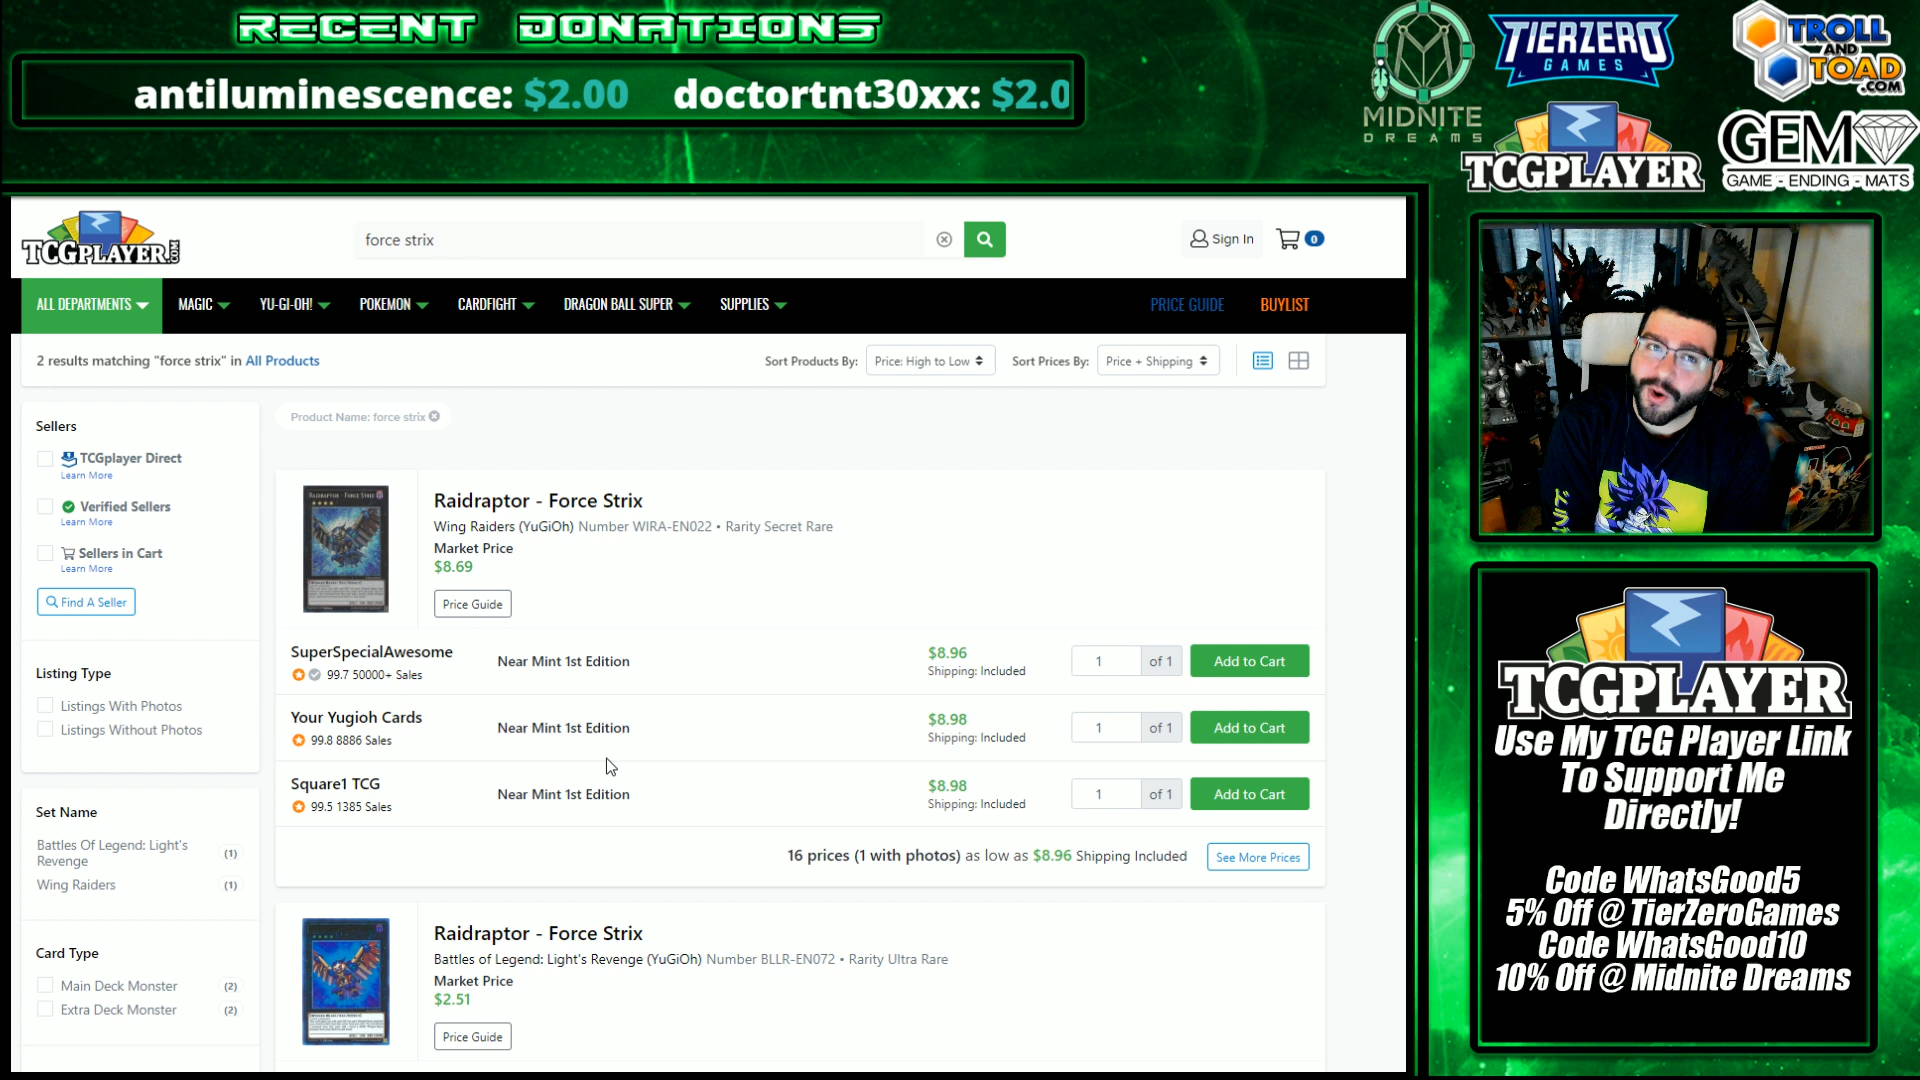 RECENT DONATIONS
antiluminescence: $2.00 doctortnt30xx: $2.0
MIDNITE
DREAMS
TIERZERO
GAMES
TROLL
AND
TOAD
.COM
TCGPLAYER
GEM
GAME - ENDING - MATS
TCGPLAYER.COM
force strix
Sign In
0
ALL DEPARTMENTS
MAGIC
YU-GI-OH!
POKEMON
CARDFIGHT
DRAGON BALL SUPER
SUPPLIES
PRICE GUIDE
BUYLIST
2 results matching "force strix" in All Products
Sort Products By: Price: High to Low
Sort Prices By: Price + Shipping
Product Name: force strix
Sellers
TCGplayer Direct
Learn More
Verified Sellers
Learn More
Sellers in Cart
Learn More
Find A Seller
Listing Type
Listings With Photos
Listings Without Photos
Set Name
Battles Of Legend: Light's
Revenge
(1)
Wing Raiders (1)
Card Type
Main Deck Monster (2)
Extra Deck Monster (2)
RAIDRAPTOR - FORCE STRIX
Raidraptor - Force Strix
Wing Raiders (YuGiOh) Number WIRA-EN022 • Rarity Secret Rare
Market Price
$8.69
Price Guide
SuperSpecialAwesome
99.7 50000+ Sales
Near Mint 1st Edition
$8.96
Shipping: Included
1 of 1
Add to Cart
Your Yugioh Cards
99.8 8886 Sales
Near Mint 1st Edition
$8.98
Shipping: Included
1 of 1
Add to Cart
Square1 TCG
99.5 1385 Sales
Near Mint 1st Edition
$8.98
Shipping: Included
1 of 1
Add to Cart
16 prices (1 with photos) as low as $8.96 Shipping Included
See More Prices
Raidraptor - Force Strix
Battles of Legend: Light's Revenge (YuGiOh) Number BLLR-EN072 • Rarity Ultra Rare
Market Price
$2.51
Price Guide
TCGPLAYER
Use My TCG Player Link
To Support Me
Directly!
Code WhatsGood5
5% Off @ TierZeroGames
Code WhatsGood10
10% Off @ Midnite Dreams